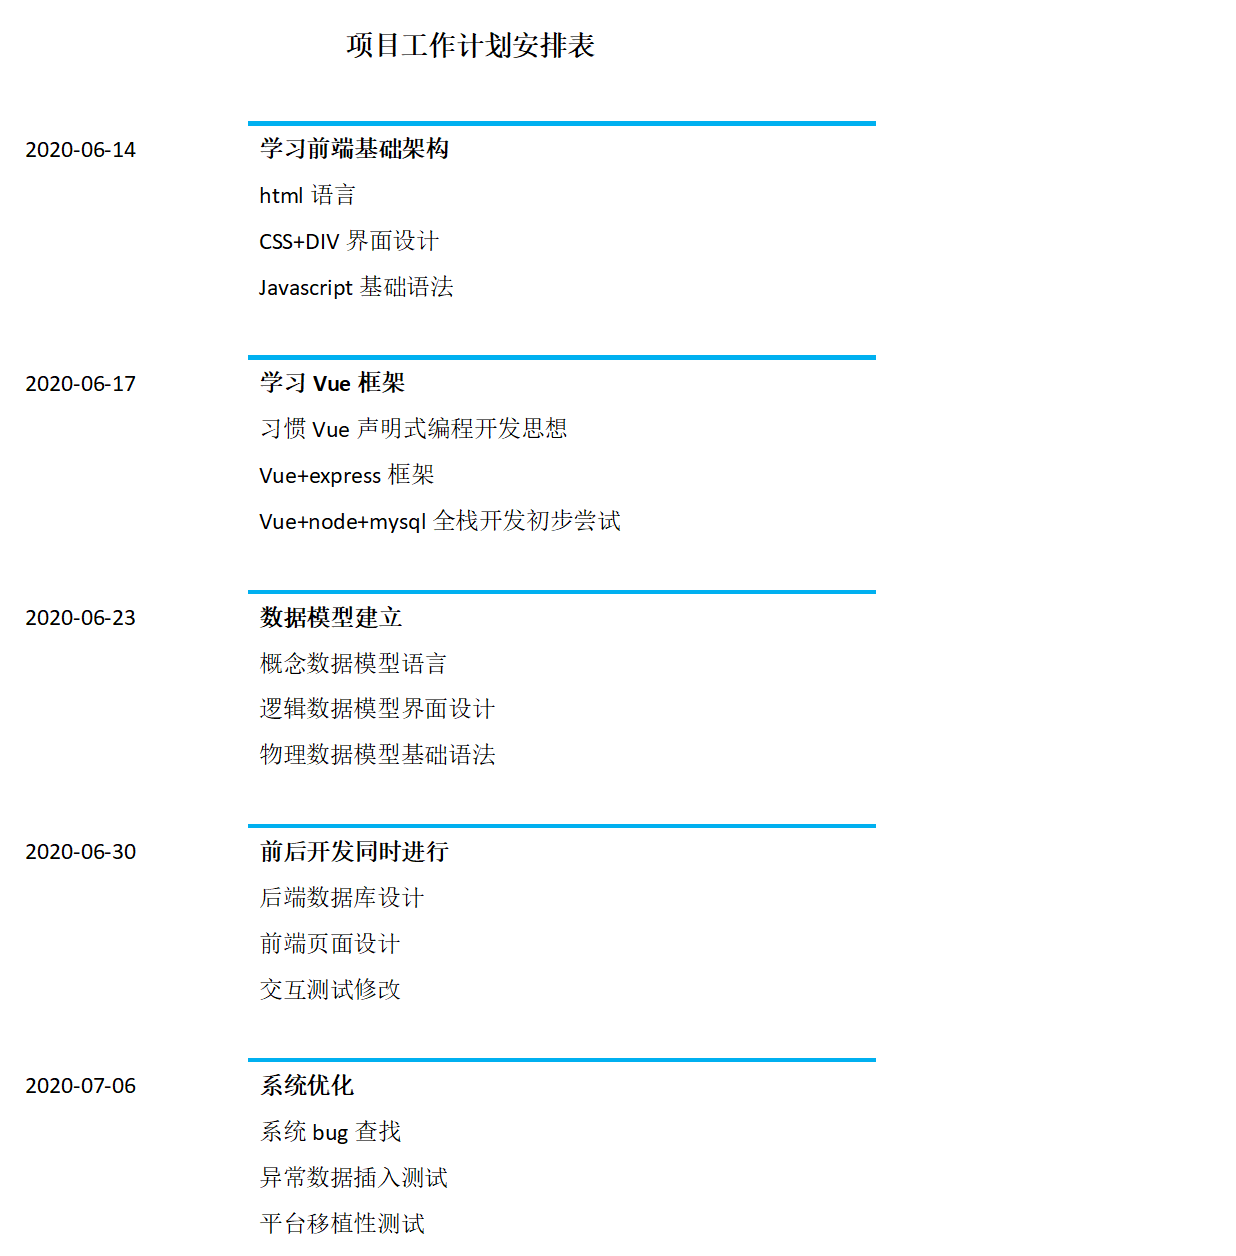 项目工作计划安排表
2020-06-14 学习前端基础架构
html 语言
CSS+DIV 界面设计
Javascript 基础语法
2020-06-17 学习 Vue 框架
习惯 Vue 声明式编程开发思想
Vue+express 框架
Vue+node+mysql 全栈开发初步尝试
2020-06-23 数据模型建立
概念数据模型语言
逻辑数据模型界面设计
物理数据模型基础语法
2020-06-30 前后开发同时进行
后端数据库设计
前端页面设计
交互测试修改
2020-07-06 系统优化
系统 bug 查找
异常数据插入测试
平台移植性测试